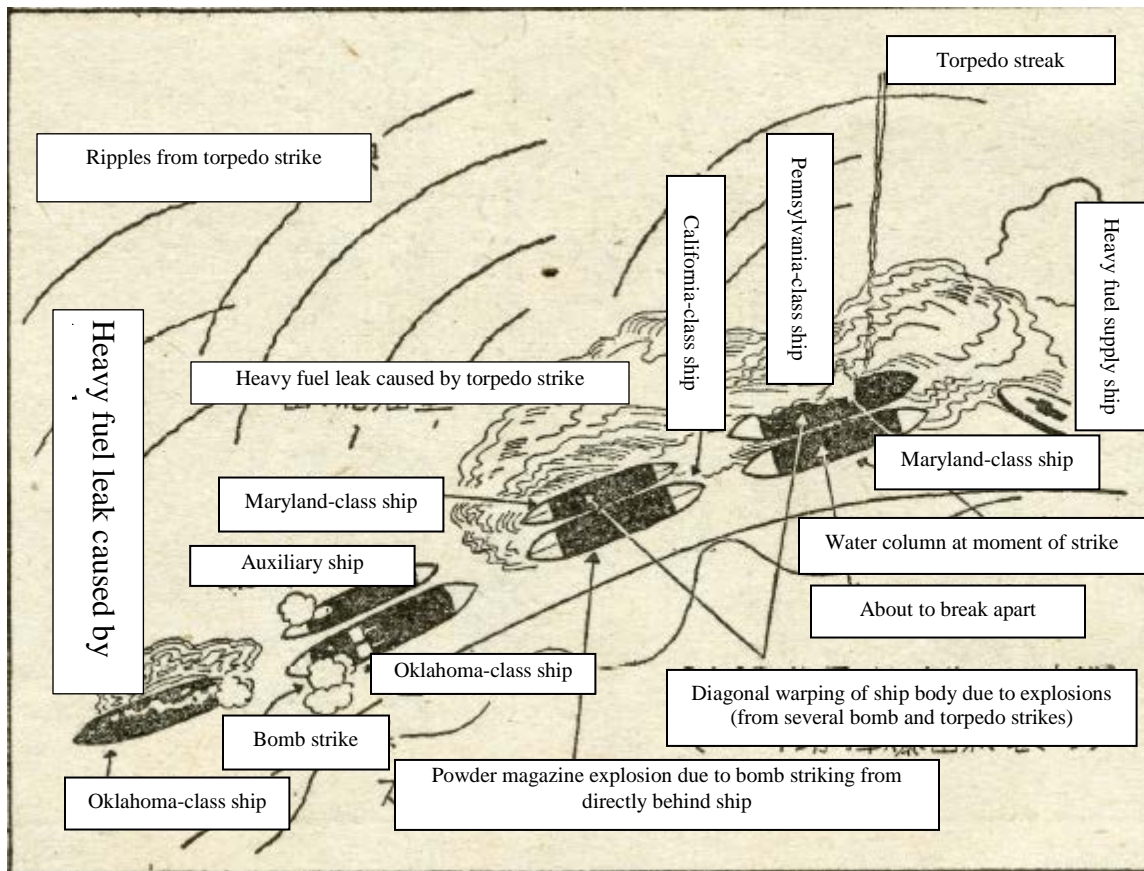 Torpedo streak
Ripples from torpedo strike
Pennsylvania-class ship
California-class ship
Heavy fuel supply ship
Heavy fuel leak caused by
Heavy fuel leak caused by torpedo strike
Maryland-class ship
Maryland-class ship
Water column at moment of strike
Auxiliary ship
About to break apart
Oklahoma-class ship
Diagonal warping of ship body due to explosions
(from several bomb and torpedo strikes)
Bomb strike
Powder magazine explosion due to bomb striking from
directly behind ship
Oklahoma-class ship